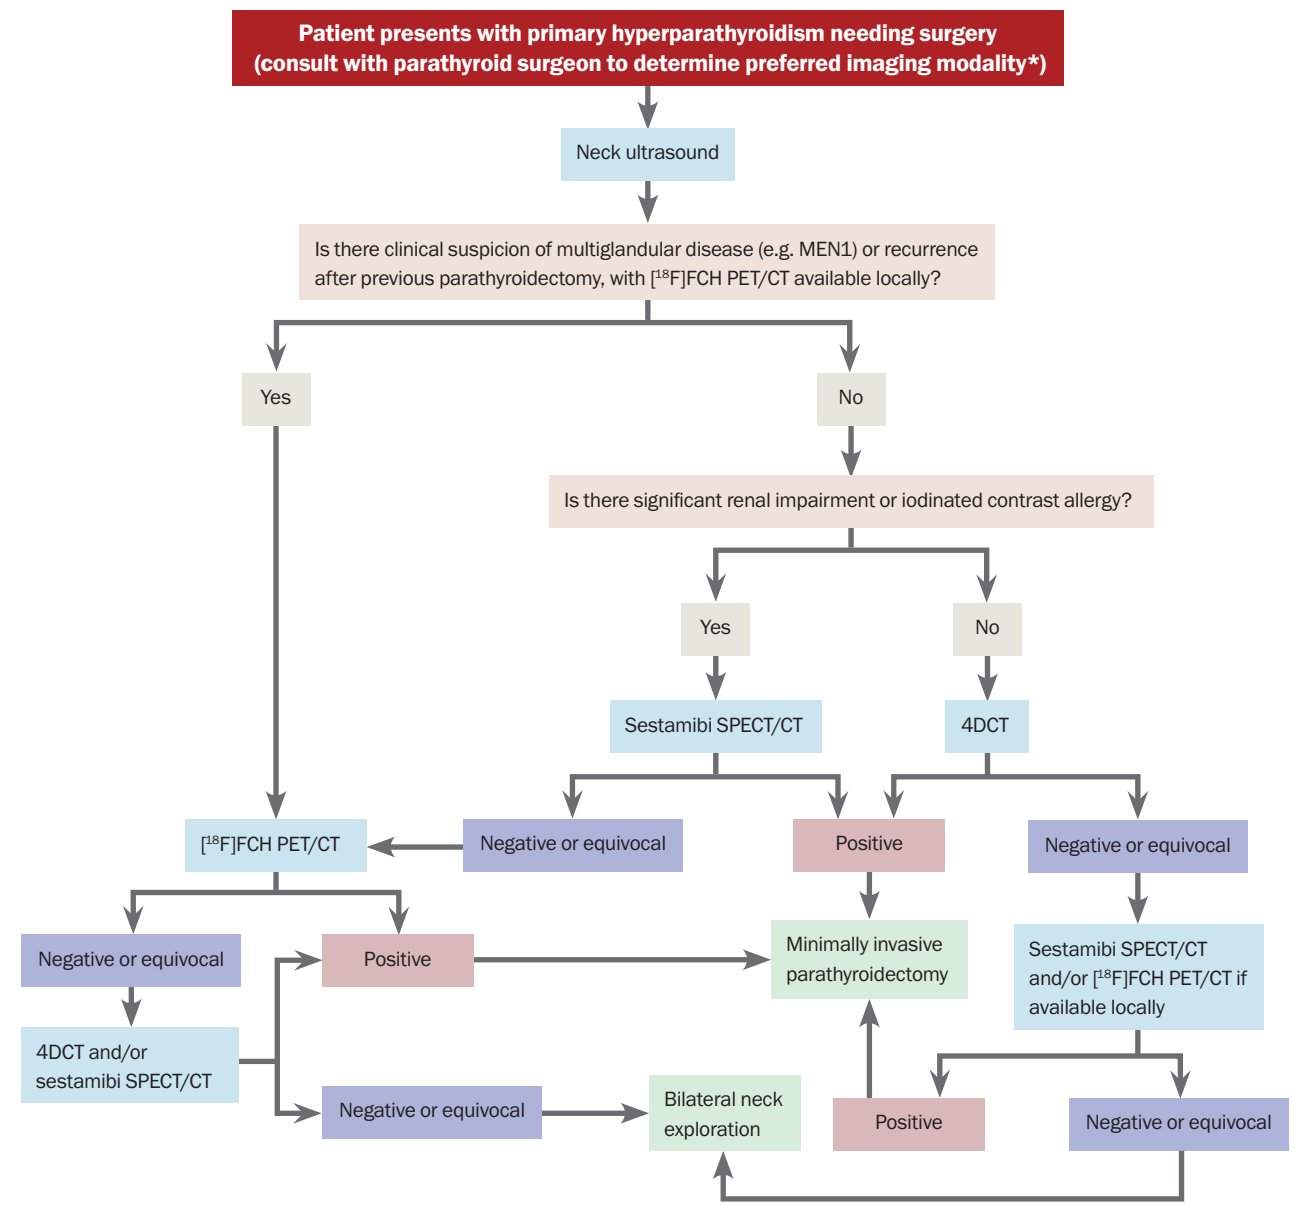 Patient presents with primary hyperparathyroidism needing surgery
(consult with parathyroid surgeon to determine preferred imaging modality*)
Neck ultrasound
Is there clinical suspicion of multiglandular disease (e.g. MEN1) or recurrence
after previous parathyroidectomy, with [¹⁸F]FCH PET/CT available locally?
Yes
No
Is there significant renal impairment or iodinated contrast allergy?
Yes
No
Sestamibi SPECT/CT
4DCT
[¹⁸F]FCH PET/CT
Negative or equivocal
Positive
Negative or equivocal
Negative or equivocal
Positive
Minimally invasive
parathyroidectomy
Sestamibi SPECT/CT
and/or [¹⁸F]FCH PET/CT if
available locally
4DCT and/or
sestamibi SPECT/CT
Negative or equivocal
Bilateral neck
exploration
Positive
Negative or equivocal